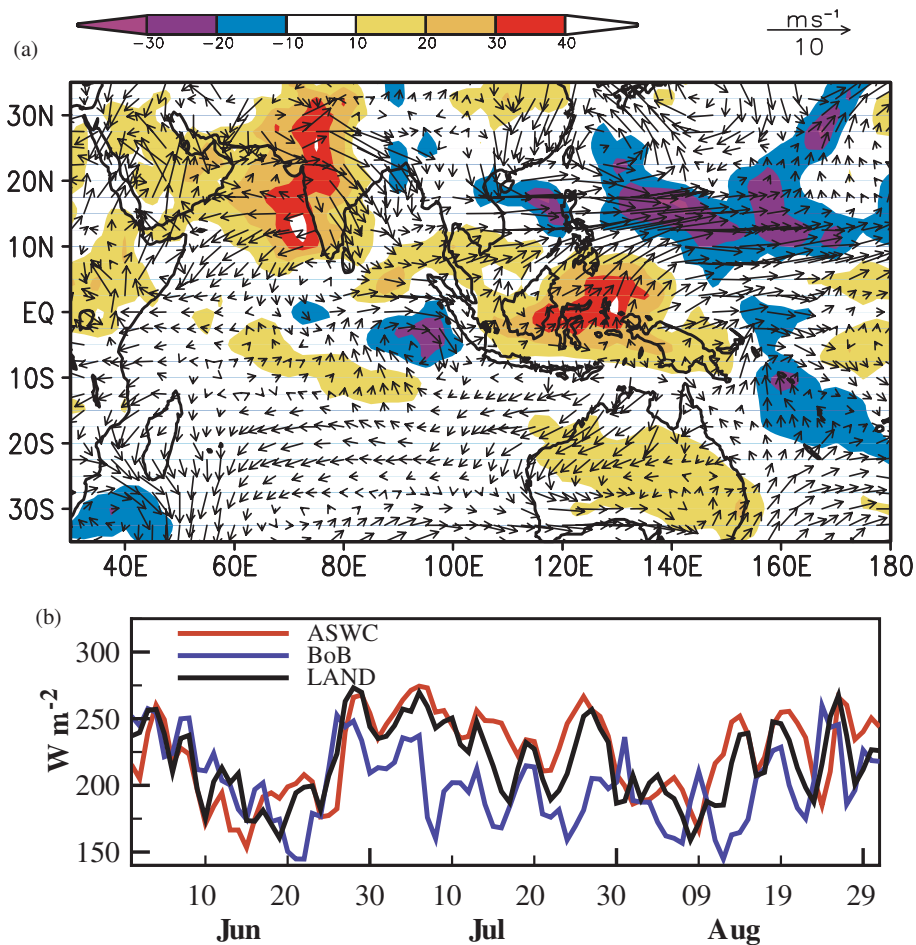 (a)
-30 -20 -10 10 20 30 40
ms⁻¹
10
30N
20N
10N
EQ
10S
20S
30S
40E 60E 80E 100E 120E 140E 160E 180
(b)
ASWC
BoB
LAND
W m⁻²
300
250
200
150
10 20 30 10 20 30 09 19 29
Jun Jul Aug